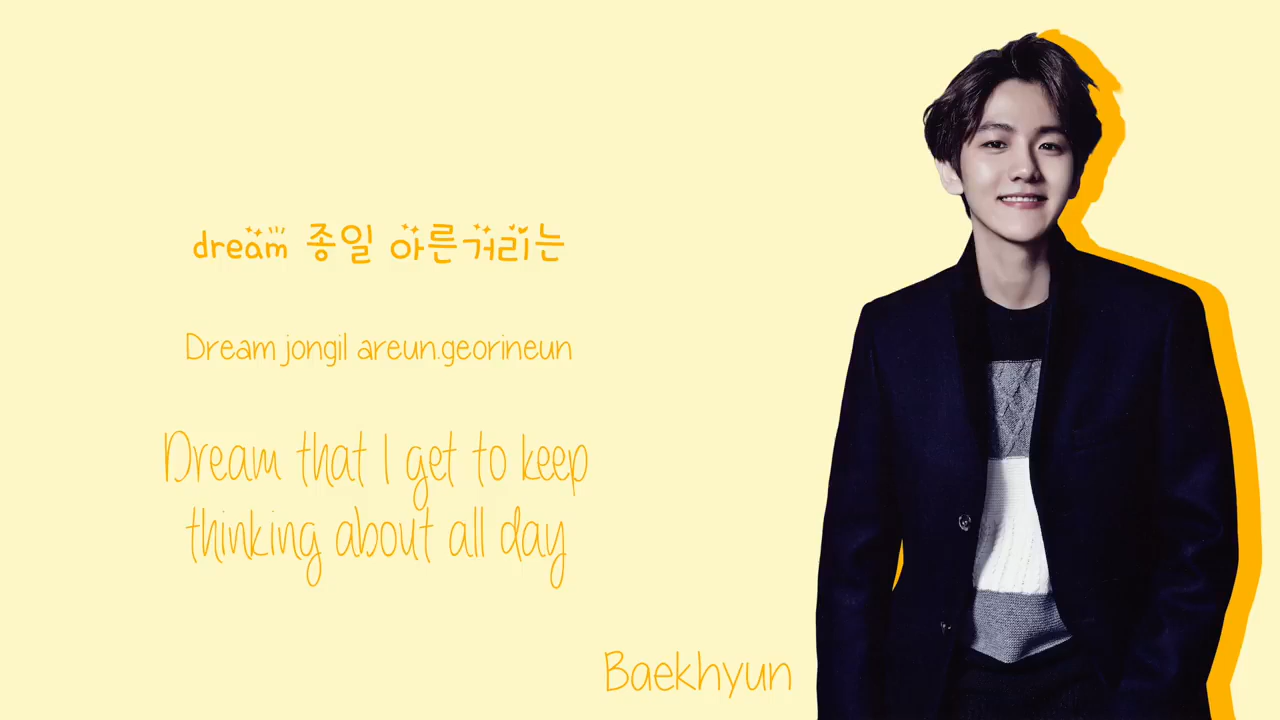 dream 종일 아른거리는
Dream jongil areun.georineun
Dream that I get to keep
thinking about all day
Baekhyun